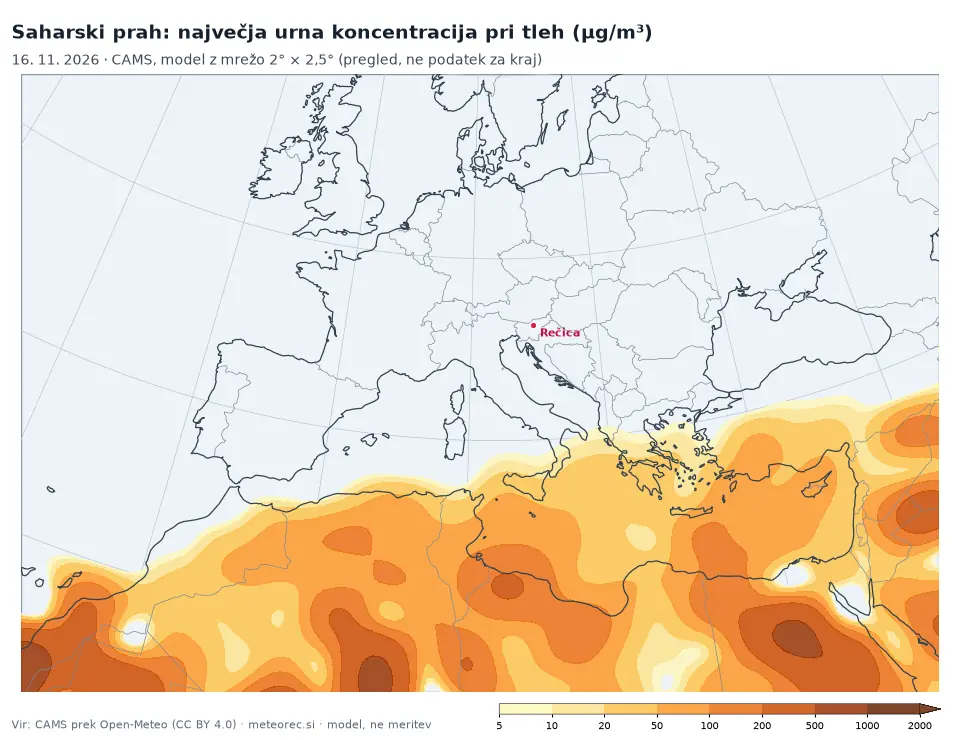 Saharski prah: največja urna koncentracija pri tleh (µg/m³)
16. 11. 2026 · CAMS, model z mrežo 2° × 2,5° (pregled, ne podatek za kraj)
Rečica
Vir: CAMS prek Open-Meteo (CC BY 4.0) · meteorec.si · model, ne meritev
5 10 20 50 100 200 500 1000 2000